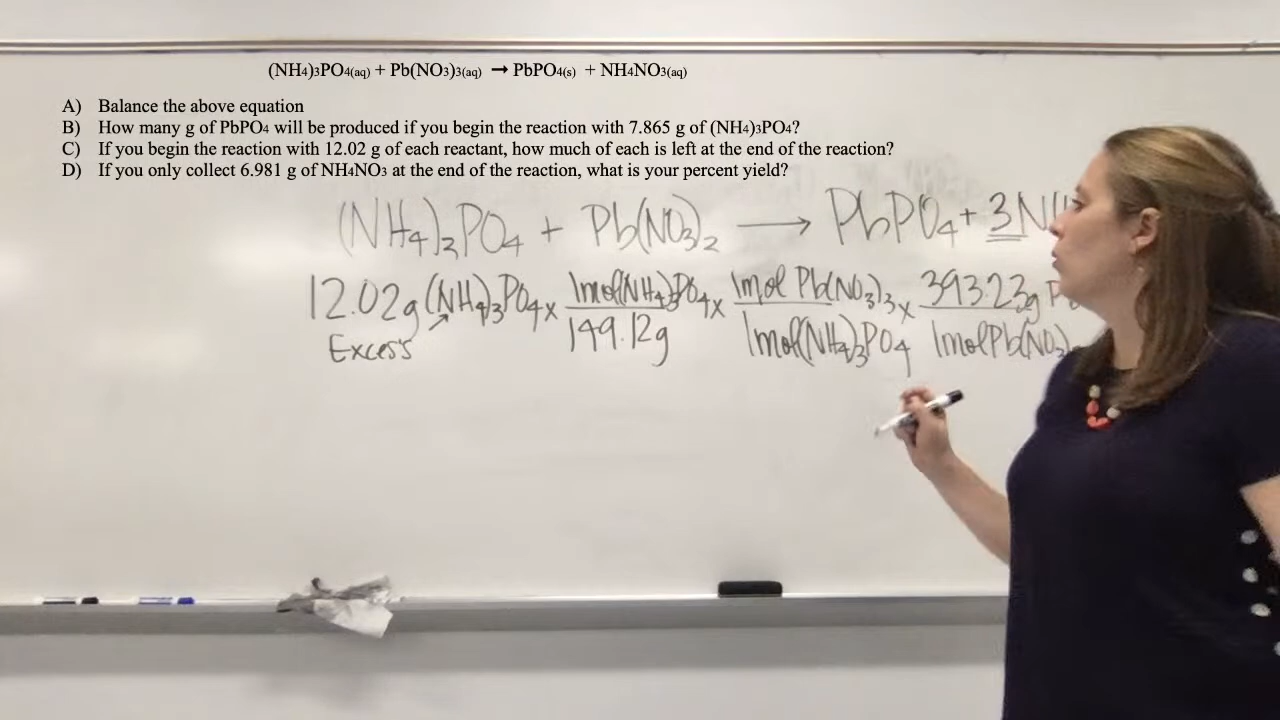 (NH4)3PO4(aq) + Pb(NO3)3(aq) → PbPO4(s) + NH4NO3(aq)
A) Balance the above equation
B) How many g of PbPO4 will be produced if you begin the reaction with 7.865 g of (NH4)3PO4?
C) If you begin the reaction with 12.02 g of each reactant, how much of each is left at the end of the reaction?
D) If you only collect 6.981 g of NH4NO3 at the end of the reaction, what is your percent yield?
(NH4)3PO4 + Pb(NO3)2 → PbPO4 + 3
12.02g (NH4)3PO4 x 1mol(NH4)3PO4 x 1mol Pb(NO3)3 x 393.23g
149.12g 1mol(NH4)3PO4 1molPb(NO3)
Excess